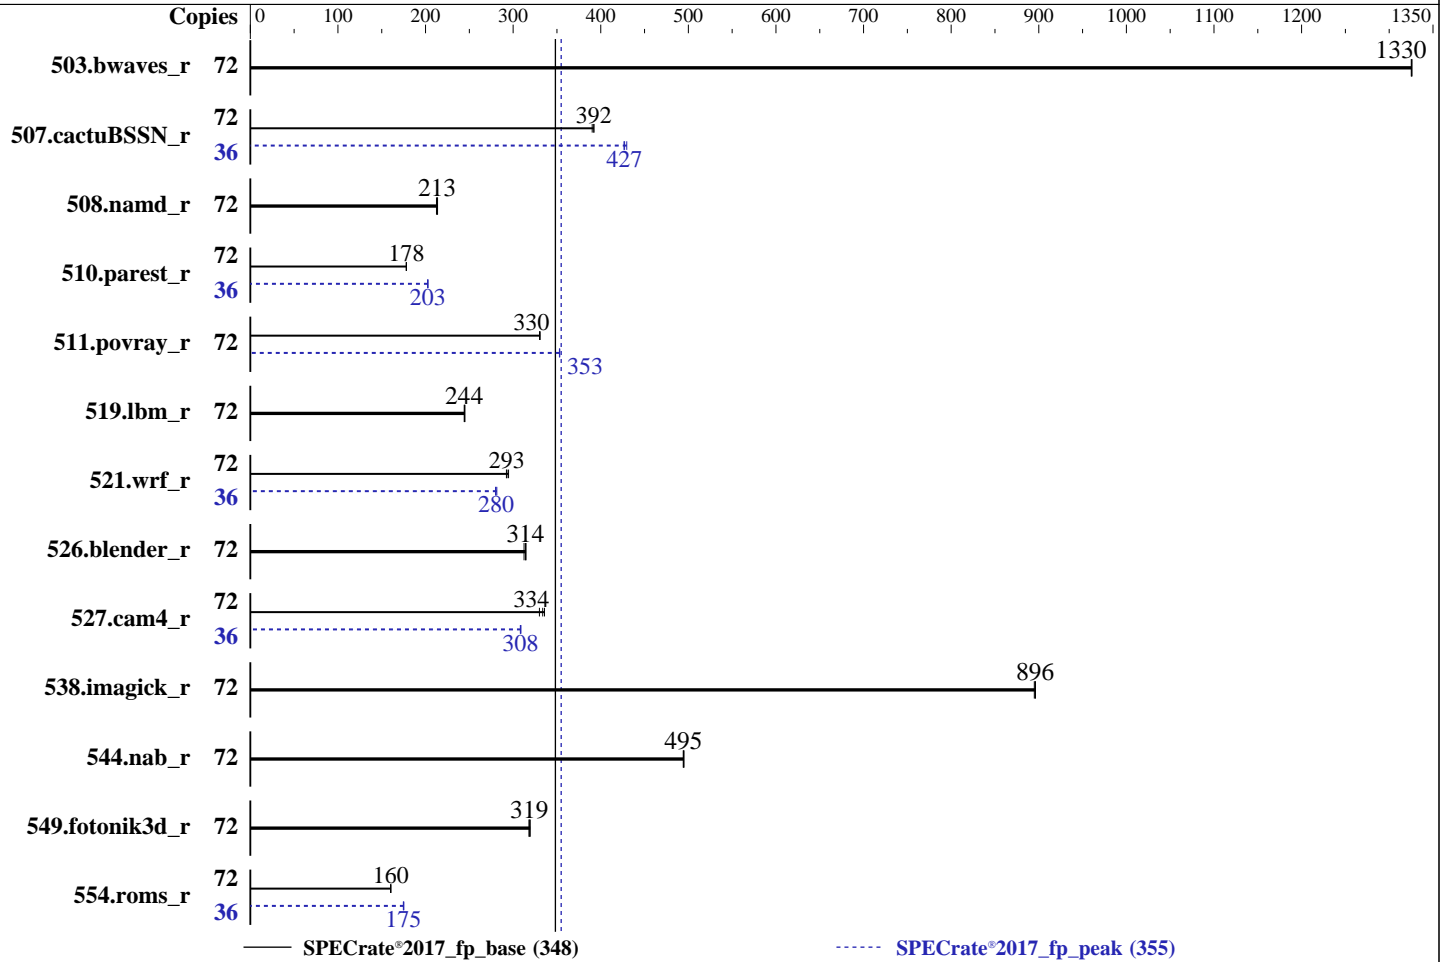 Copies 0 100 200 300 400 500 600 700 800 900 1000 1100 1200 1350
503.bwaves_r 72 1330
507.cactuBSSN_r 72 392
36 427
508.namd_r 72 213
510.parest_r 72 178
36 203
511.povray_r 72 330
353
519.lbm_r 72 244
521.wrf_r 72 293
36 280
526.blender_r 72 314
527.cam4_r 72 334
36 308
538.imagick_r 72 896
544.nab_r 72 495
549.fotonik3d_r 72 319
554.roms_r 72 160
36 175
SPECrate®2017_fp_base (348) SPECrate®2017_fp_peak (355)